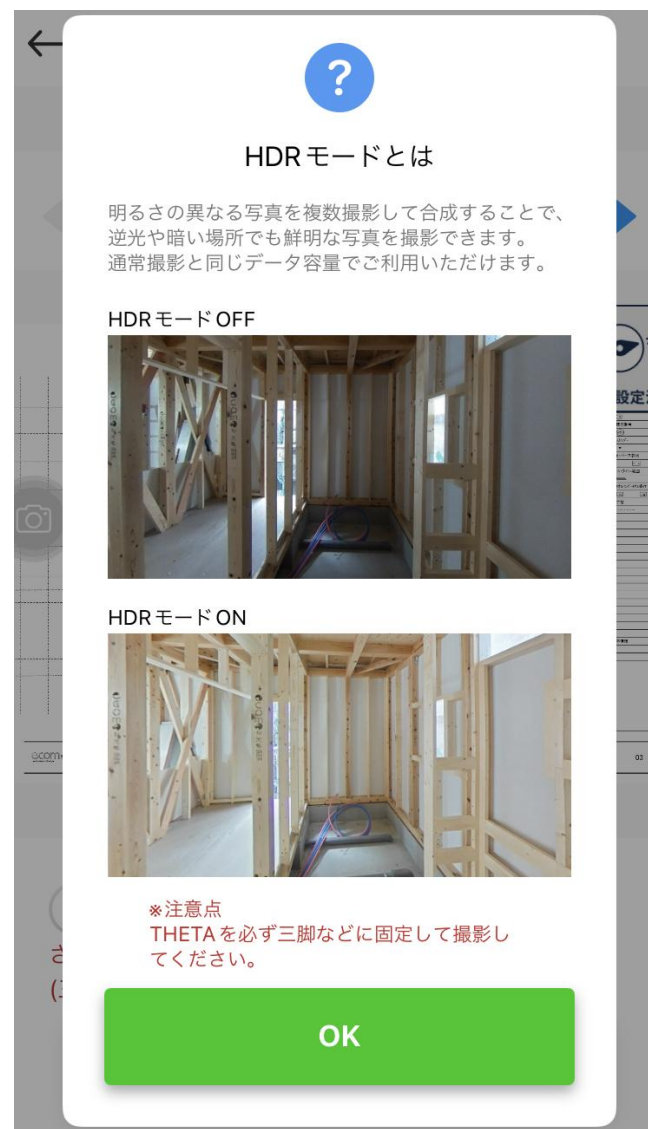 ?
HDRモードとは
明るさの異なる写真を複数撮影して合成することで、
逆光や暗い場所でも鮮明な写真を撮影できます。
通常撮影と同じデータ容量でご利用いただけます。
HDRモードOFF
設定
HDRモードON
03
※注意点
THETAを必ず三脚などに固定して撮影し
てください。
さ
OK